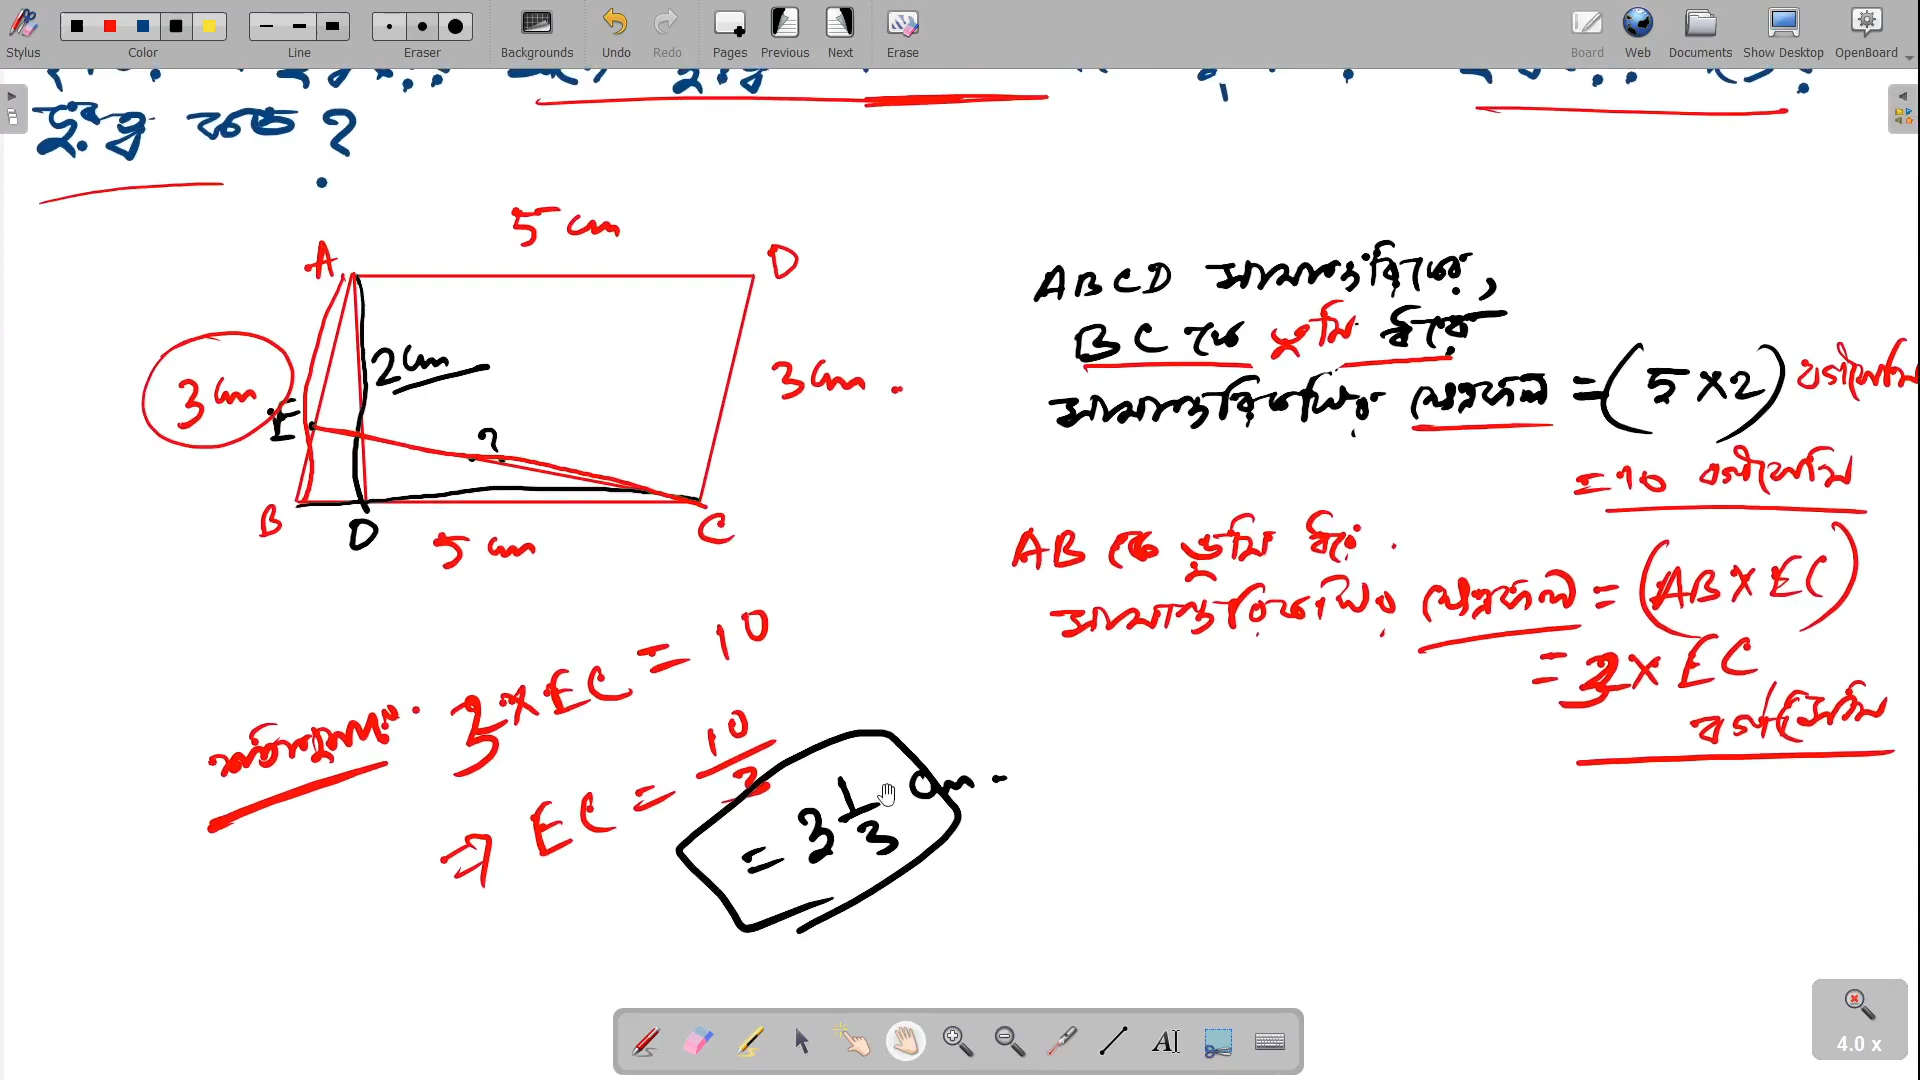 Stylus Color Line Eraser Backgrounds Undo Redo Pages Previous Next Erase Board Web Documents Show Desktop OpenBoard
দূরত্ব কত ?
5 cm
A D
2 cm
3 cm
E
3 cm .
?
B D C
5 cm
ABCD সামান্তরিকের,
BC কে ভূমি ধরে
সামান্তরিকটির ক্ষেত্রফল = (5 × 2) বর্গসেমি
= 10 বর্গসেমি
AB কে ভূমি ধরে .
সামান্তরিকটির ক্ষেত্রফল = (AB × EC)
= 3 × EC
বর্গসেমি
শর্তানুসারে. 3 × EC = 10
⇒ EC = 10/3
= 3 1/3 cm .
4.0 x